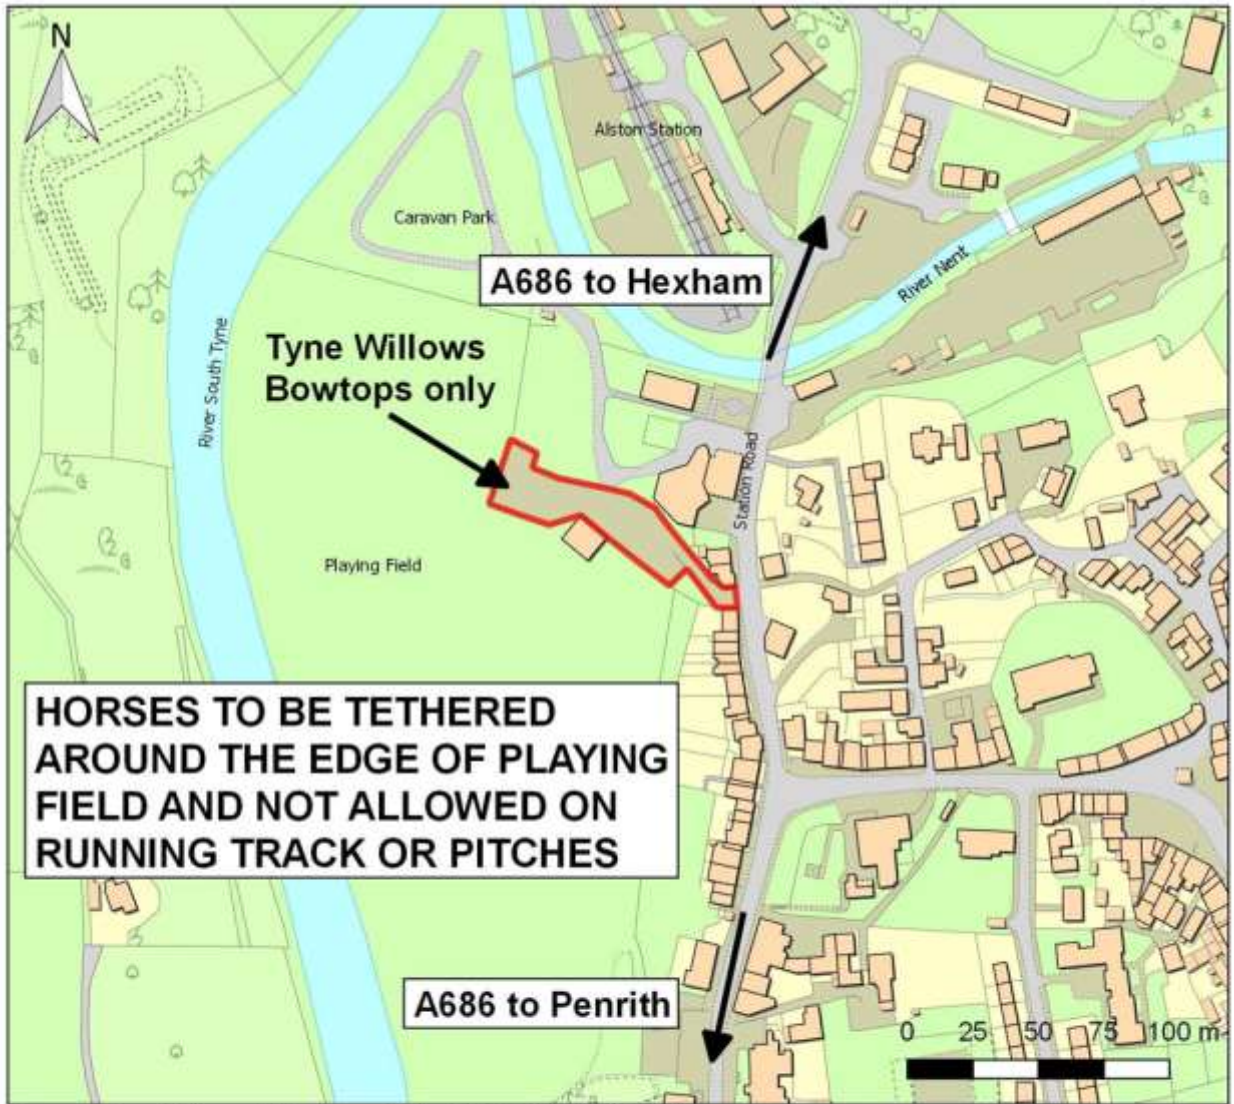 N
Alston Station
Caravan Park
A686 to Hexham
River Nent
Tyne Willows
Bowtops only
River South Tyne
Station Road
Playing Field
HORSES TO BE TETHERED
AROUND THE EDGE OF PLAYING
FIELD AND NOT ALLOWED ON
RUNNING TRACK OR PITCHES
A686 to Penrith
0 25 50 75 100 m